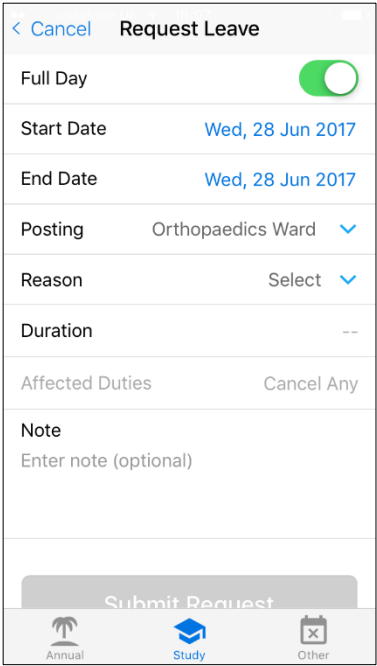 Cancel Request Leave
Full Day
Start Date Wed, 28 Jun 2017
End Date Wed, 28 Jun 2017
Posting Orthopaedics Ward
Reason Select
Duration --
Affected Duties Cancel Any
Note
Enter note (optional)
Submit Request
Annual Study Other